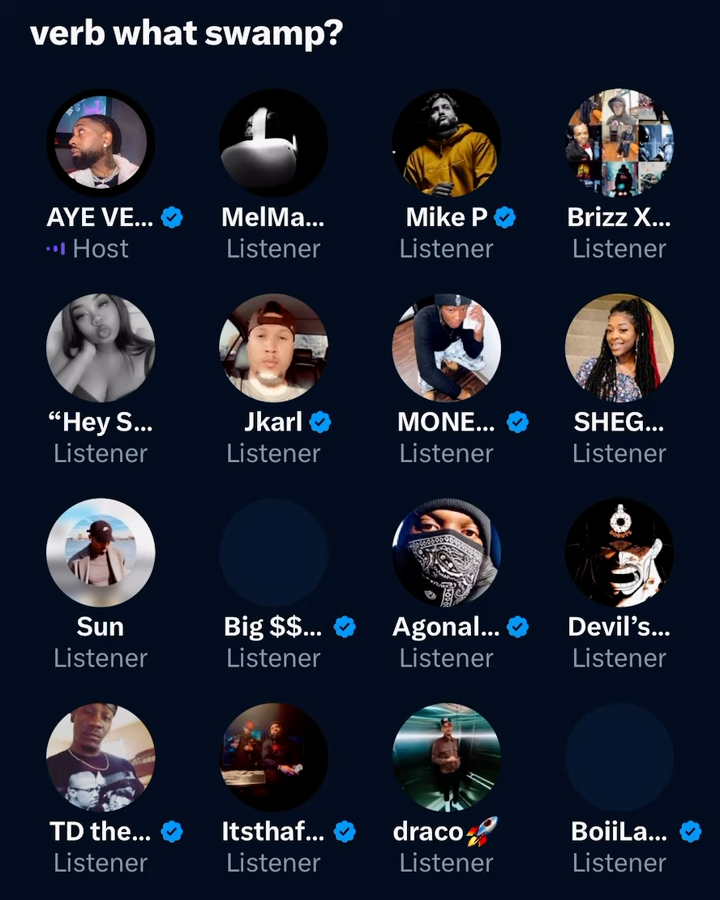 verb what swamp?
AYE VE... MelMa... Mike P Brizz X...
Host Listener Listener Listener
“Hey S... Jkarl MONE... SHEG...
Listener Listener Listener Listener
Sun Big $$... Agonal... Devil’s...
Listener Listener Listener Listener
TD the... Itsthaf... draco🚀 BoiiLa...
Listener Listener Listener Listener